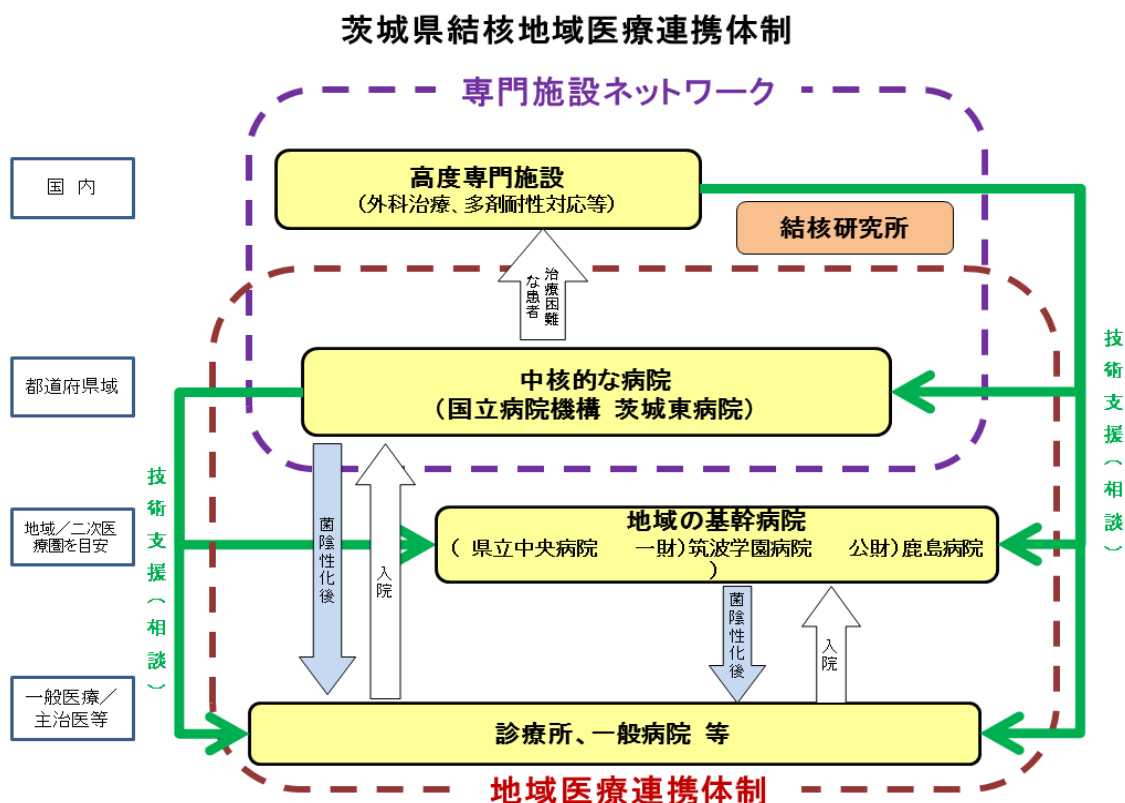 茨城県結核地域医療連携体制
専門施設ネットワーク
国 内
高度専門施設
(外科治療、多剤耐性対応等)
結核研究所
治療困難
な患者
都道府県域
中核的な病院
(国立病院機構 茨城東病院)
技術支援(相談)
技術支援(相談)
地域/二次医
療圏を目安
菌陰性化後
入院
地域の基幹病院
( 県立中央病院 一財)筑波学園病院 公財)鹿島病院
)
菌陰性化後
入院
一般医療/
主治医等
診療所、一般病院 等
地域医療連携体制